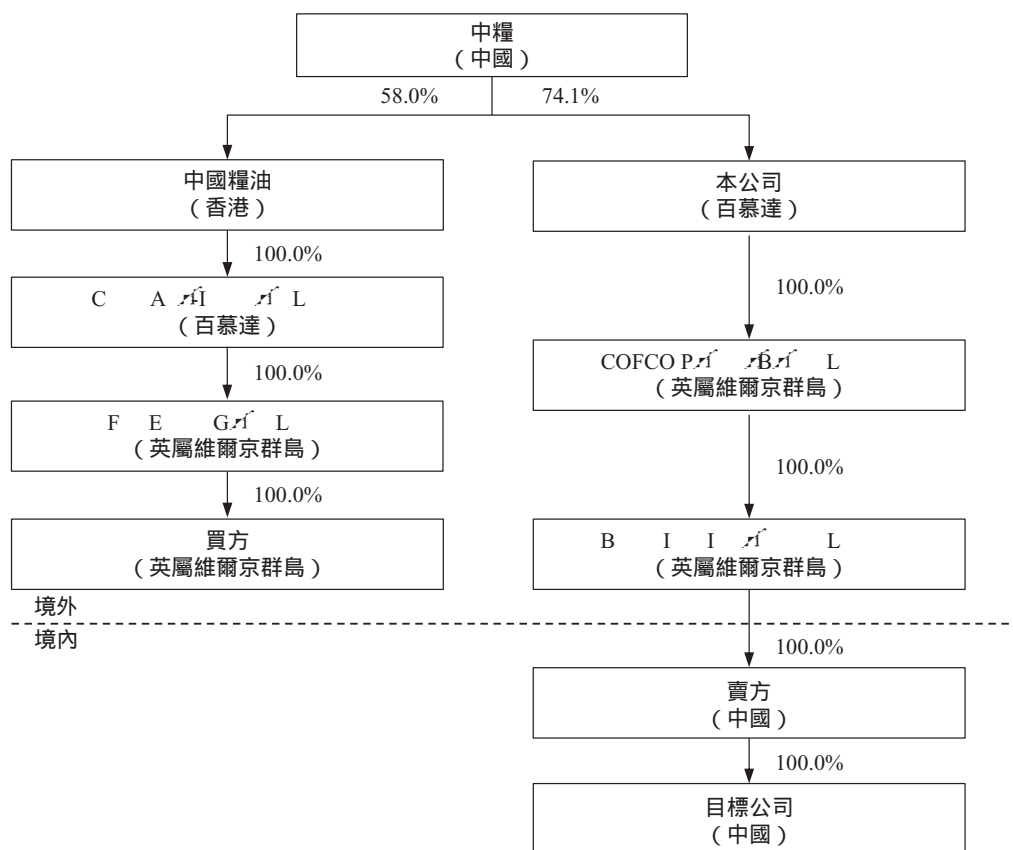 中糧
（中國）
58.0%
74.1%
中國糧油
（香港）
本公司
（百慕達）
100.0%
100.0%
（百慕達）
COFCO
（英屬維爾京群島）
100.0%
（英屬維爾京群島）
100.0%
100.0%
買方
（英屬維爾京群島）
（英屬維爾京群島）
境外
境內
100.0%
賣方
（中國）
100.0%
目標公司
（中國）